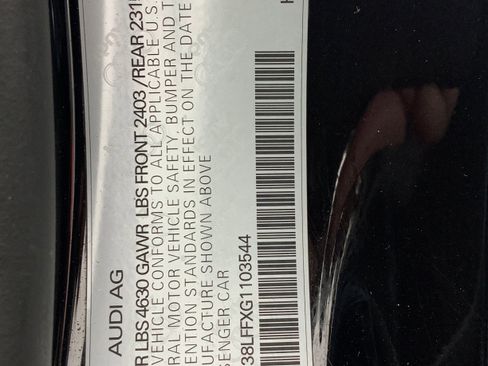 AUDI AG
R LBS 4630 GAWR LBS FRONT 2403 / REAR 231
VEHICLE CONFORMS TO ALL APPLICABLE U.S.
RAL MOTOR VEHICLE SAFETY, BUMPER AND T
ENTION STANDARDS IN EFFECT ON THE DATE
UFACTURE SHOWN ABOVE
SENGER CAR
38LFFXG1103544